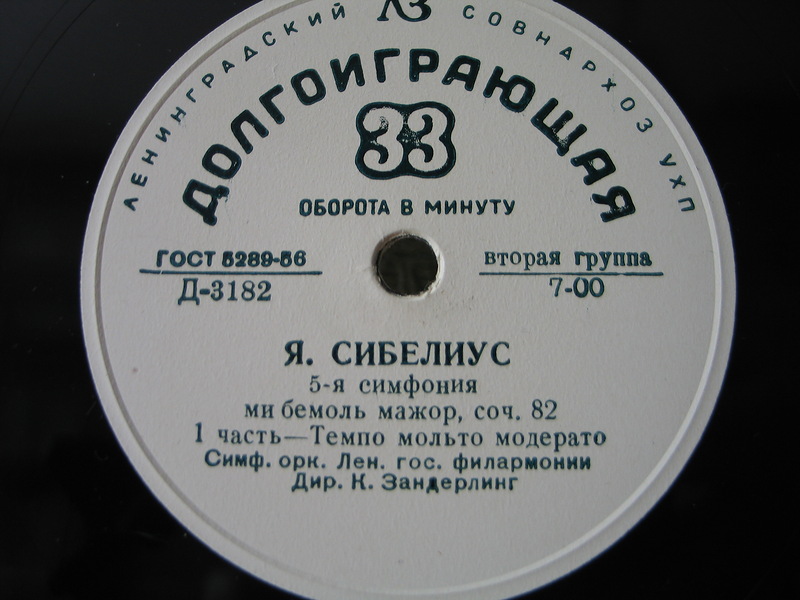 ЛЕНИНГРАДСКИЙ ЛЗ СОВНАРХОЗ УХП
ДОЛГОИГРАЮЩАЯ
33
ОБОРОТА В МИНУТУ
ГОСТ 5289-56
Д-3182
вторая группа
7-00
Я. СИБЕЛИУС
5-я симфония
ми бемоль мажор, соч. 82
1 часть—Темпо мольто модерато
Симф. орк. Лен. гос. филармонии
Дир. К. Зандерлинг